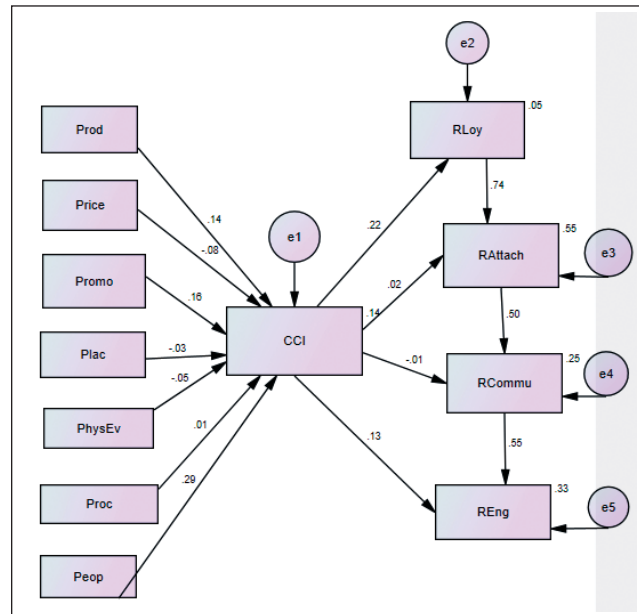 e2
.05
RLoy
Prod
.74
.14
Price
e1
.22
.55
-.08
RAttach
e3
Promo
.02
.16
.14
CCI
.50
Plac
-.03
-.01
.25
-.05
RCommu
e4
PhysEv
.01
.13
.55
.29
Proc
.33
REng
e5
Peop